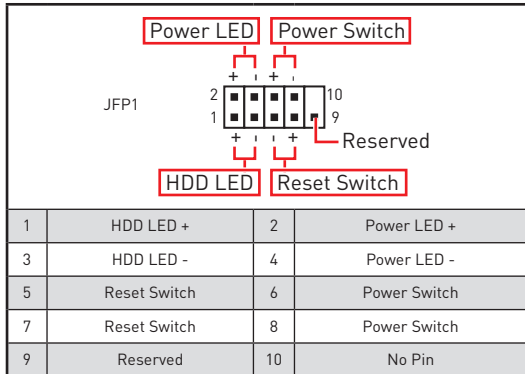 Power LED Power Switch
+ - + -
JFP1
2 10
1 9
+ - - +
Reserved
HDD LED Reset Switch
1 HDD LED + 2 Power LED +
3 HDD LED - 4 Power LED -
5 Reset Switch 6 Power Switch
7 Reset Switch 8 Power Switch
9 Reserved 10 No Pin